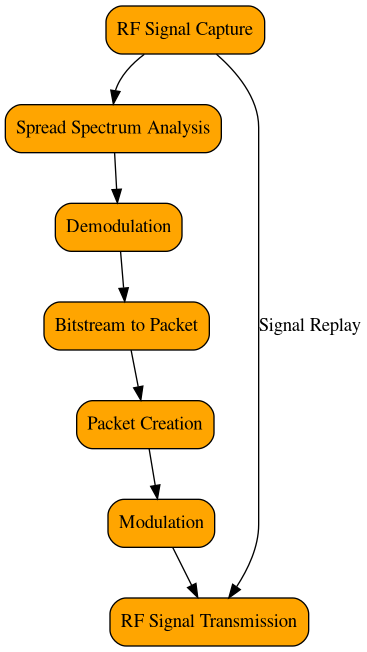 RF Signal Capture
Spread Spectrum Analysis
Demodulation
Bitstream to Packet
Signal Replay
Packet Creation
Modulation
RF Signal Transmission